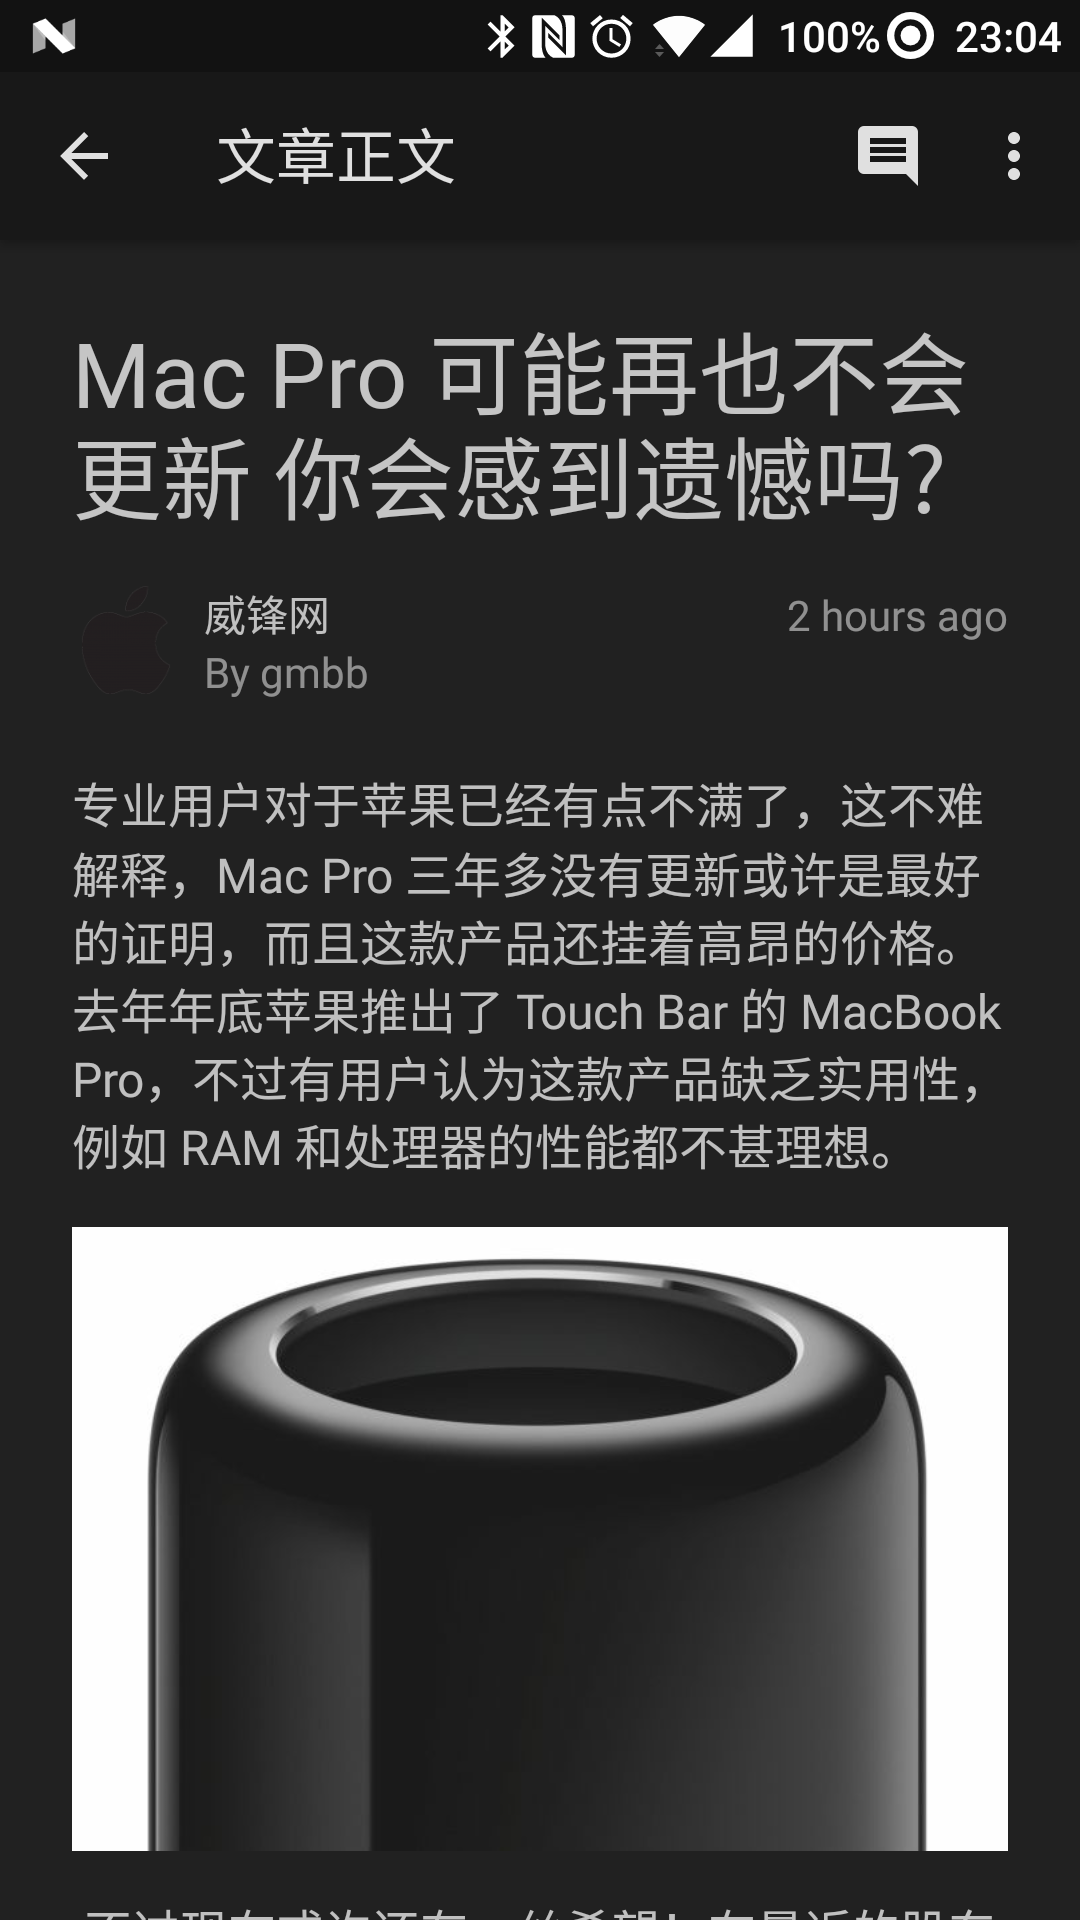 100% 23:04
文章正文
Mac Pro 可能再也不会
更新 你会感到遗憾吗?
威锋网 2 hours ago
By gmbb
专业用户对于苹果已经有点不满了，这不难
解释，Mac Pro 三年多没有更新或许是最好
的证明，而且这款产品还挂着高昂的价格。
去年年底苹果推出了 Touch Bar 的 MacBook
Pro，不过有用户认为这款产品缺乏实用性，
例如 RAM 和处理器的性能都不甚理想。